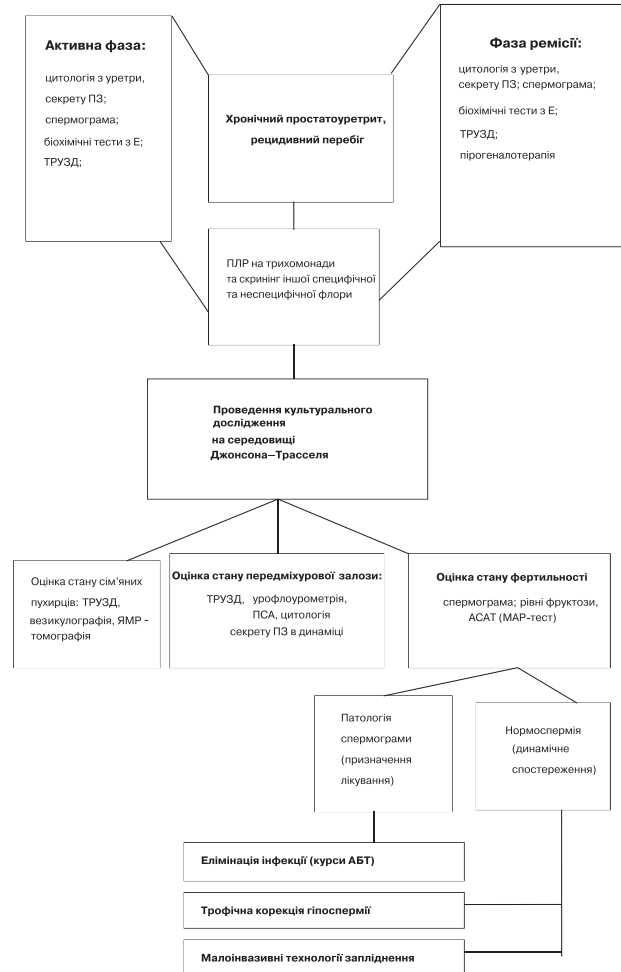 Активна фаза:
цитологія з уретри,
секрету ПЗ;
спермограма;
біохімічні тести з Е;
ТРУЗД;
Хронічний простатоуретрит,
рецидивний перебіг
Фаза ремісії:
цитологія з уретри,
секрету ПЗ; спермограма;
біохімічні тести з Е;
ТРУЗД;
пірогеналотерапія
ПЛР на трихомонади
та скринінг іншої специфічної
та неспецифічної флори
Проведення культурального
дослідження
на середовищі
Джонсона–Трасселя
Оцінка стану сім’яних
пухирців: ТРУЗД,
везикулографія, ЯМР -
томографія
Оцінка стану передміхурової залози:
ТРУЗД, урофлоурометрія,
ПСА, цитологія
секрету ПЗ в динаміці
Оцінка стану фертильності
спермограма; рівні фруктози,
АСАТ (МАР-тест)
Патологія
спермограми
(призначення
лікування)
Нормоспермія
(динамічне
спостереження)
Елімінація інфекції (курси АБТ)
Трофічна корекція гіпоспермії
Малоінвазивні технології запліднення